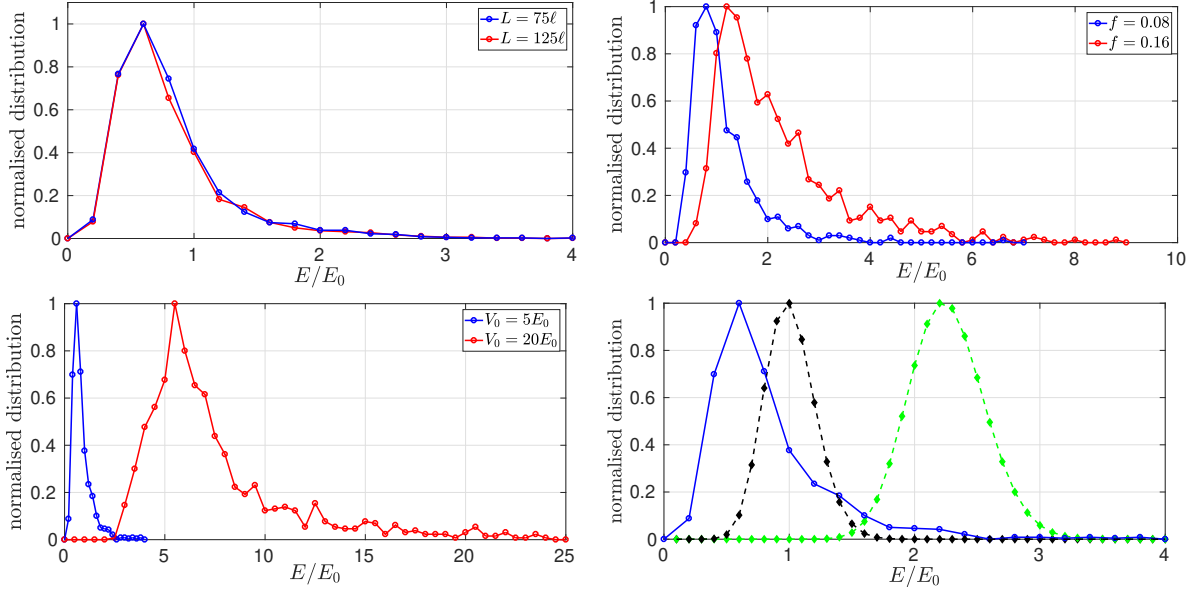 normalised distribution
1
0.8
0.6
0.4
0.2
0
0 1 2 3 4
E/E₀
L = 75ℓ
L = 125ℓ
normalised distribution
1
0.8
0.6
0.4
0.2
0
0 2 4 6 8 10
E/E₀
f = 0.08
f = 0.16
normalised distribution
1
0.8
0.6
0.4
0.2
0
0 5 10 15 20 25
E/E₀
V₀ = 5E₀
V₀ = 20E₀
normalised distribution
1
0.8
0.6
0.4
0.2
0
0 1 2 3 4
E/E₀